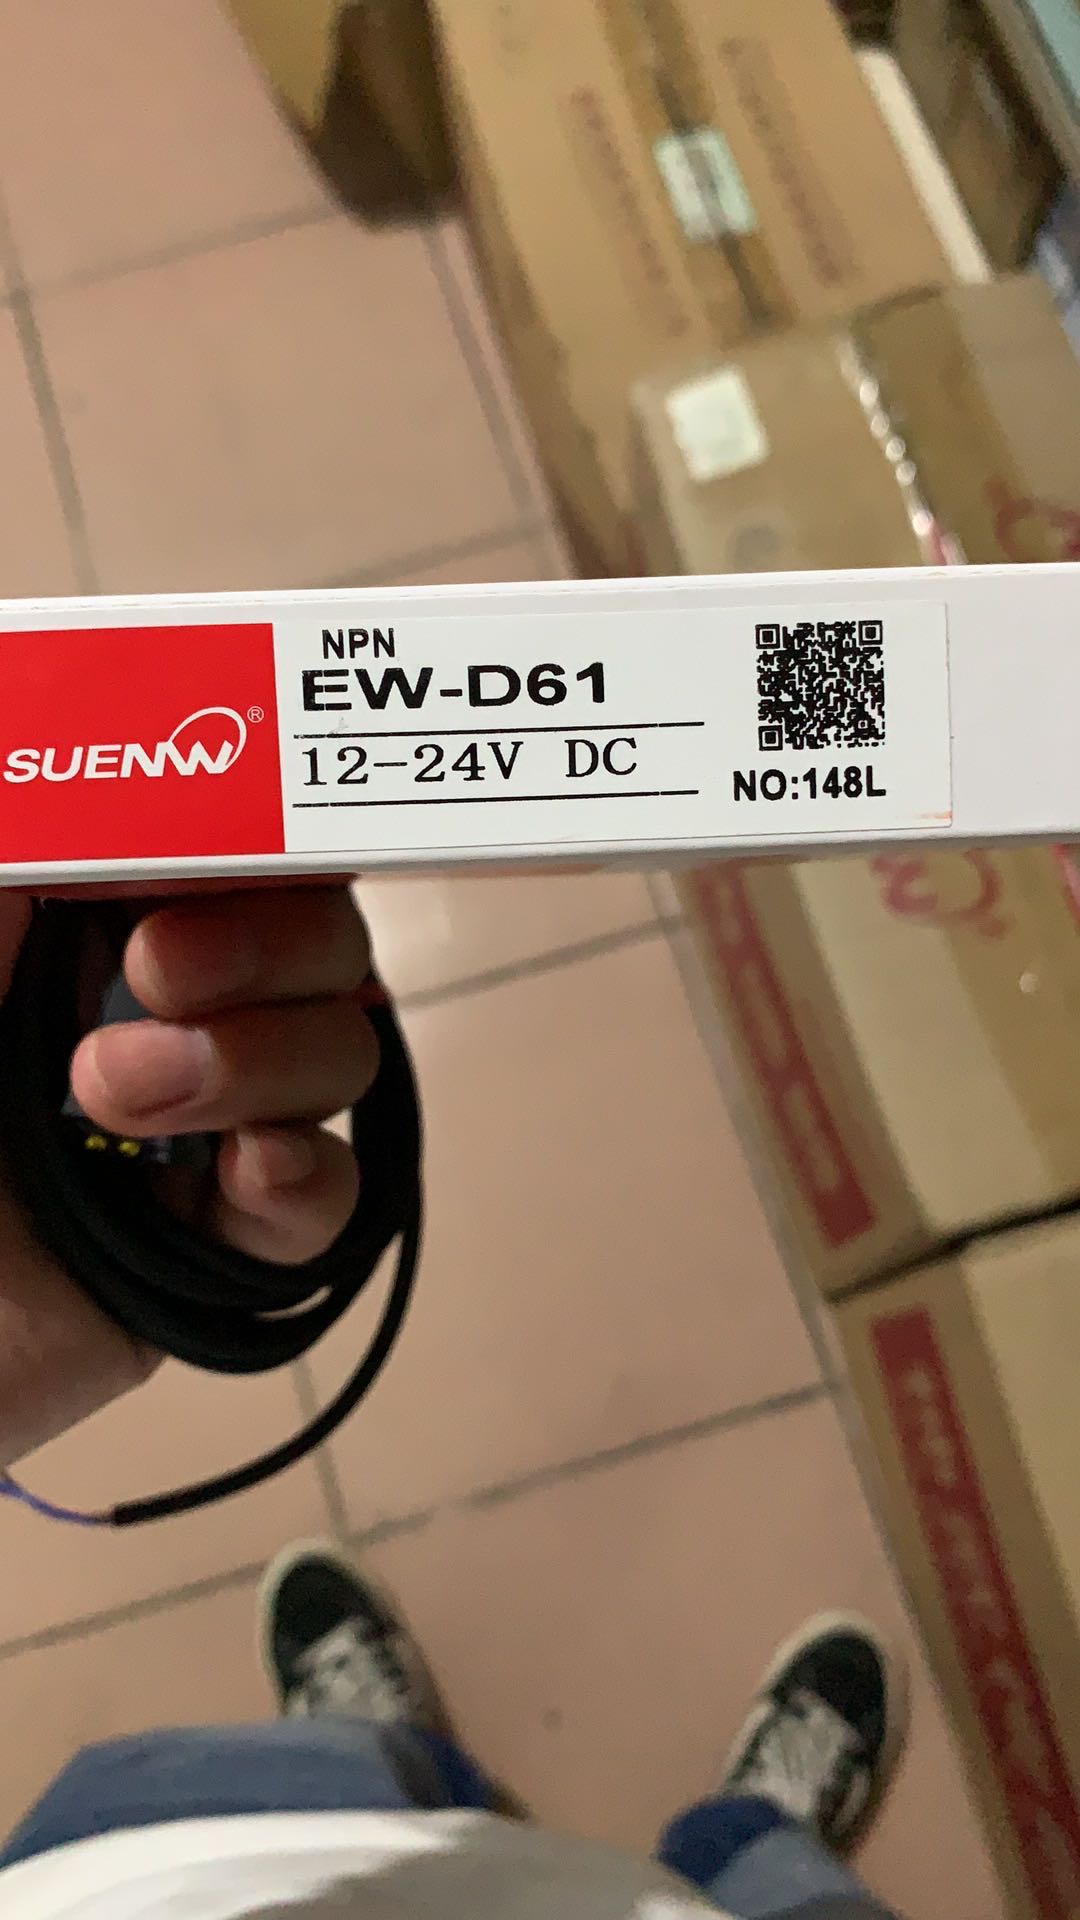 SUENW®
NPN
EW-D61
12-24V DC
NO:148L